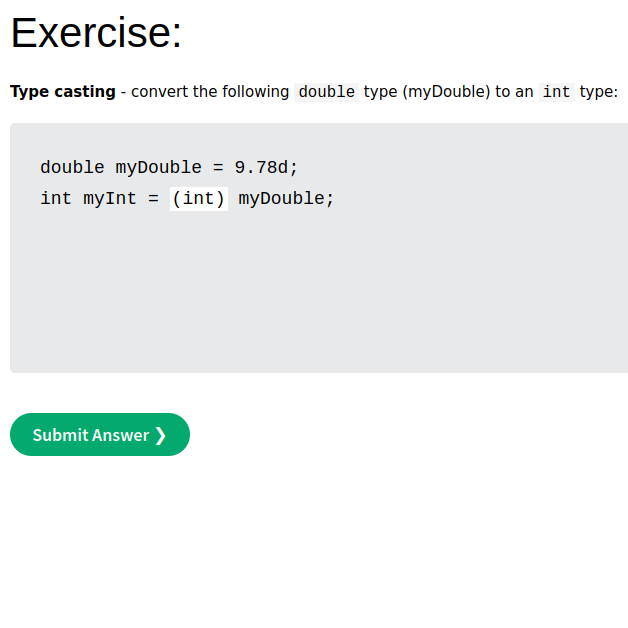 Exercise:
Type casting - convert the following double type (myDouble) to an int type:
double myDouble = 9.78d;
int myInt = (int) myDouble;
Submit Answer ❯